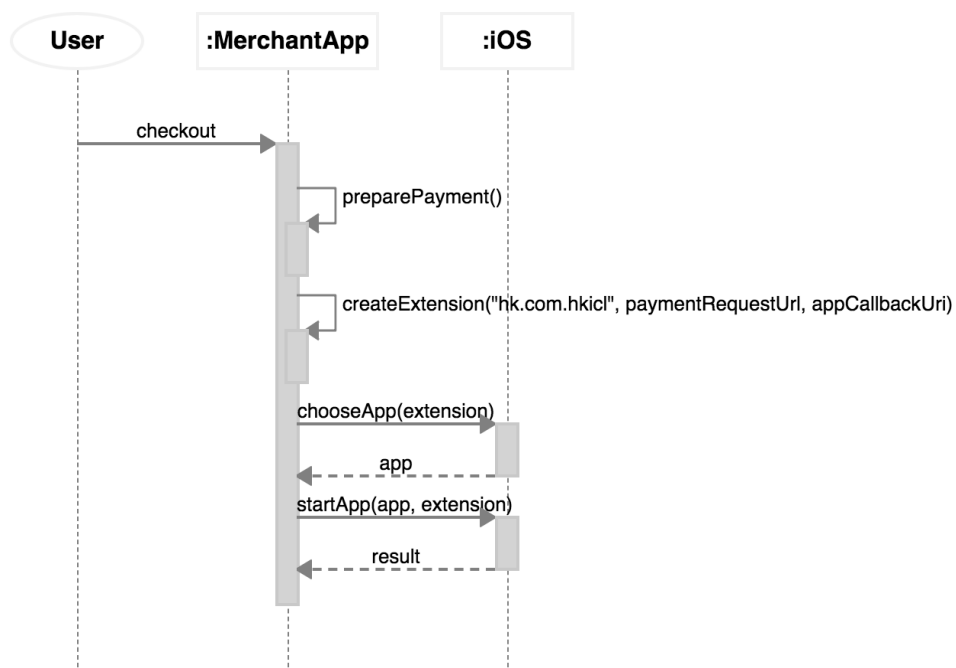 User
:MerchantApp
:iOS
checkout
preparePayment()
createExtension("hk.com.hkicl", paymentRequestUrl, appCallbackUri)
chooseApp(extension)
app
startApp(app, extension)
result